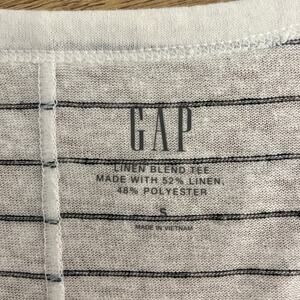 GAP
LINEN BLEND TEE
MADE WITH 52% LINEN,
48% POLYESTER
S
MADE IN VIETNAM